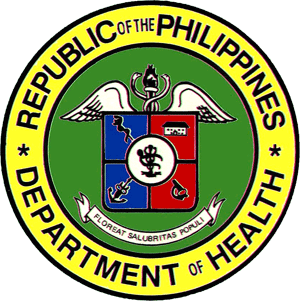 REPUBLIC OF THE PHILIPPINES
FLOREAT SALUBRITAS POPULI
* DEPARTMENT OF HEALTH *